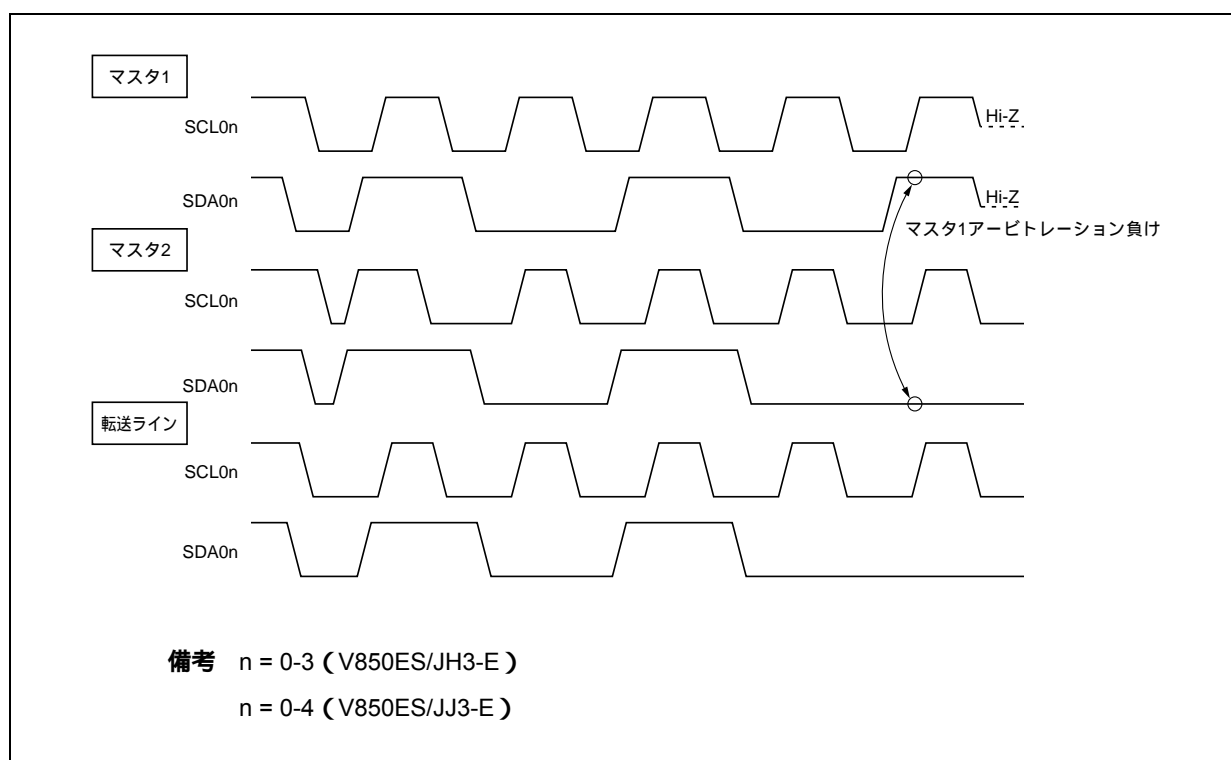 マスタ1
SCL0n
Hi-Z
SDA0n
Hi-Z
マスタ1アービトレーション負け
マスタ2
SCL0n
SDA0n
転送ライン
SCL0n
SDA0n
備考 n = 0-3（V850ES/JH3-E）
n = 0-4（V850ES/JJ3-E）